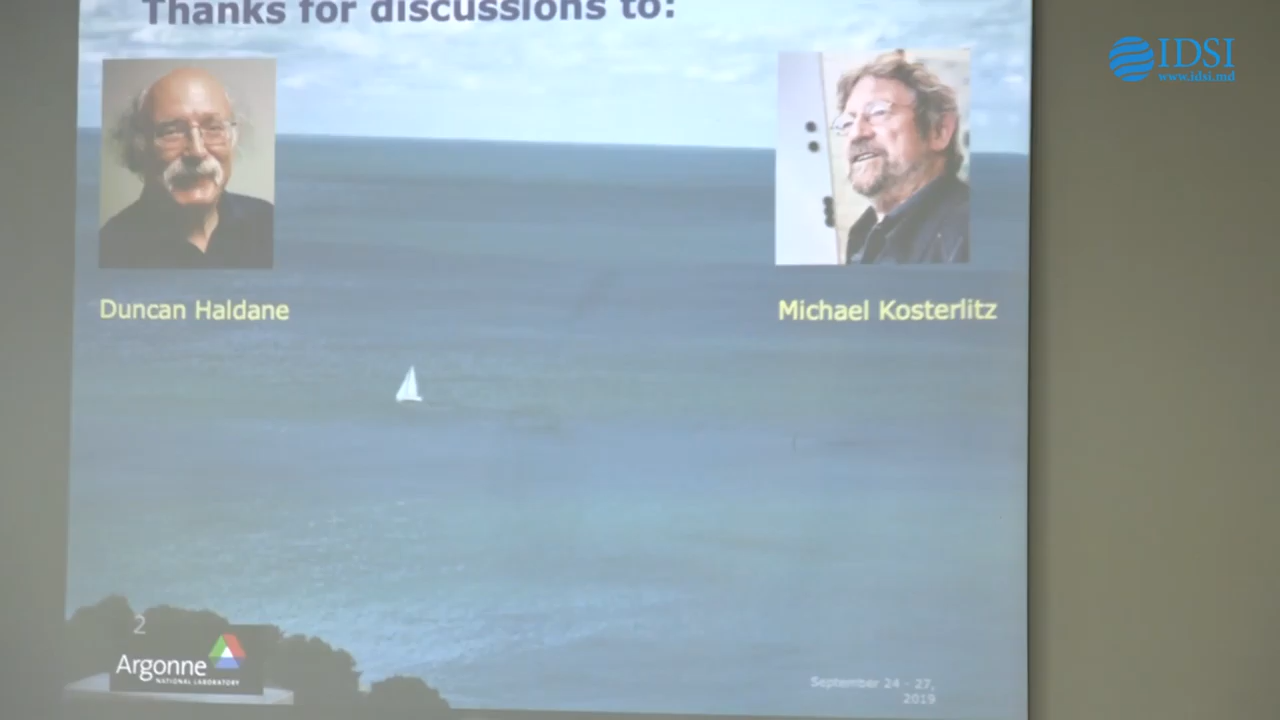 Thanks for discussions to:
IDSI
www.idsi.md
Duncan Haldane
Michael Kosterlitz
2
Argonne
NATIONAL LABORATORY
September 24 - 27,
2019